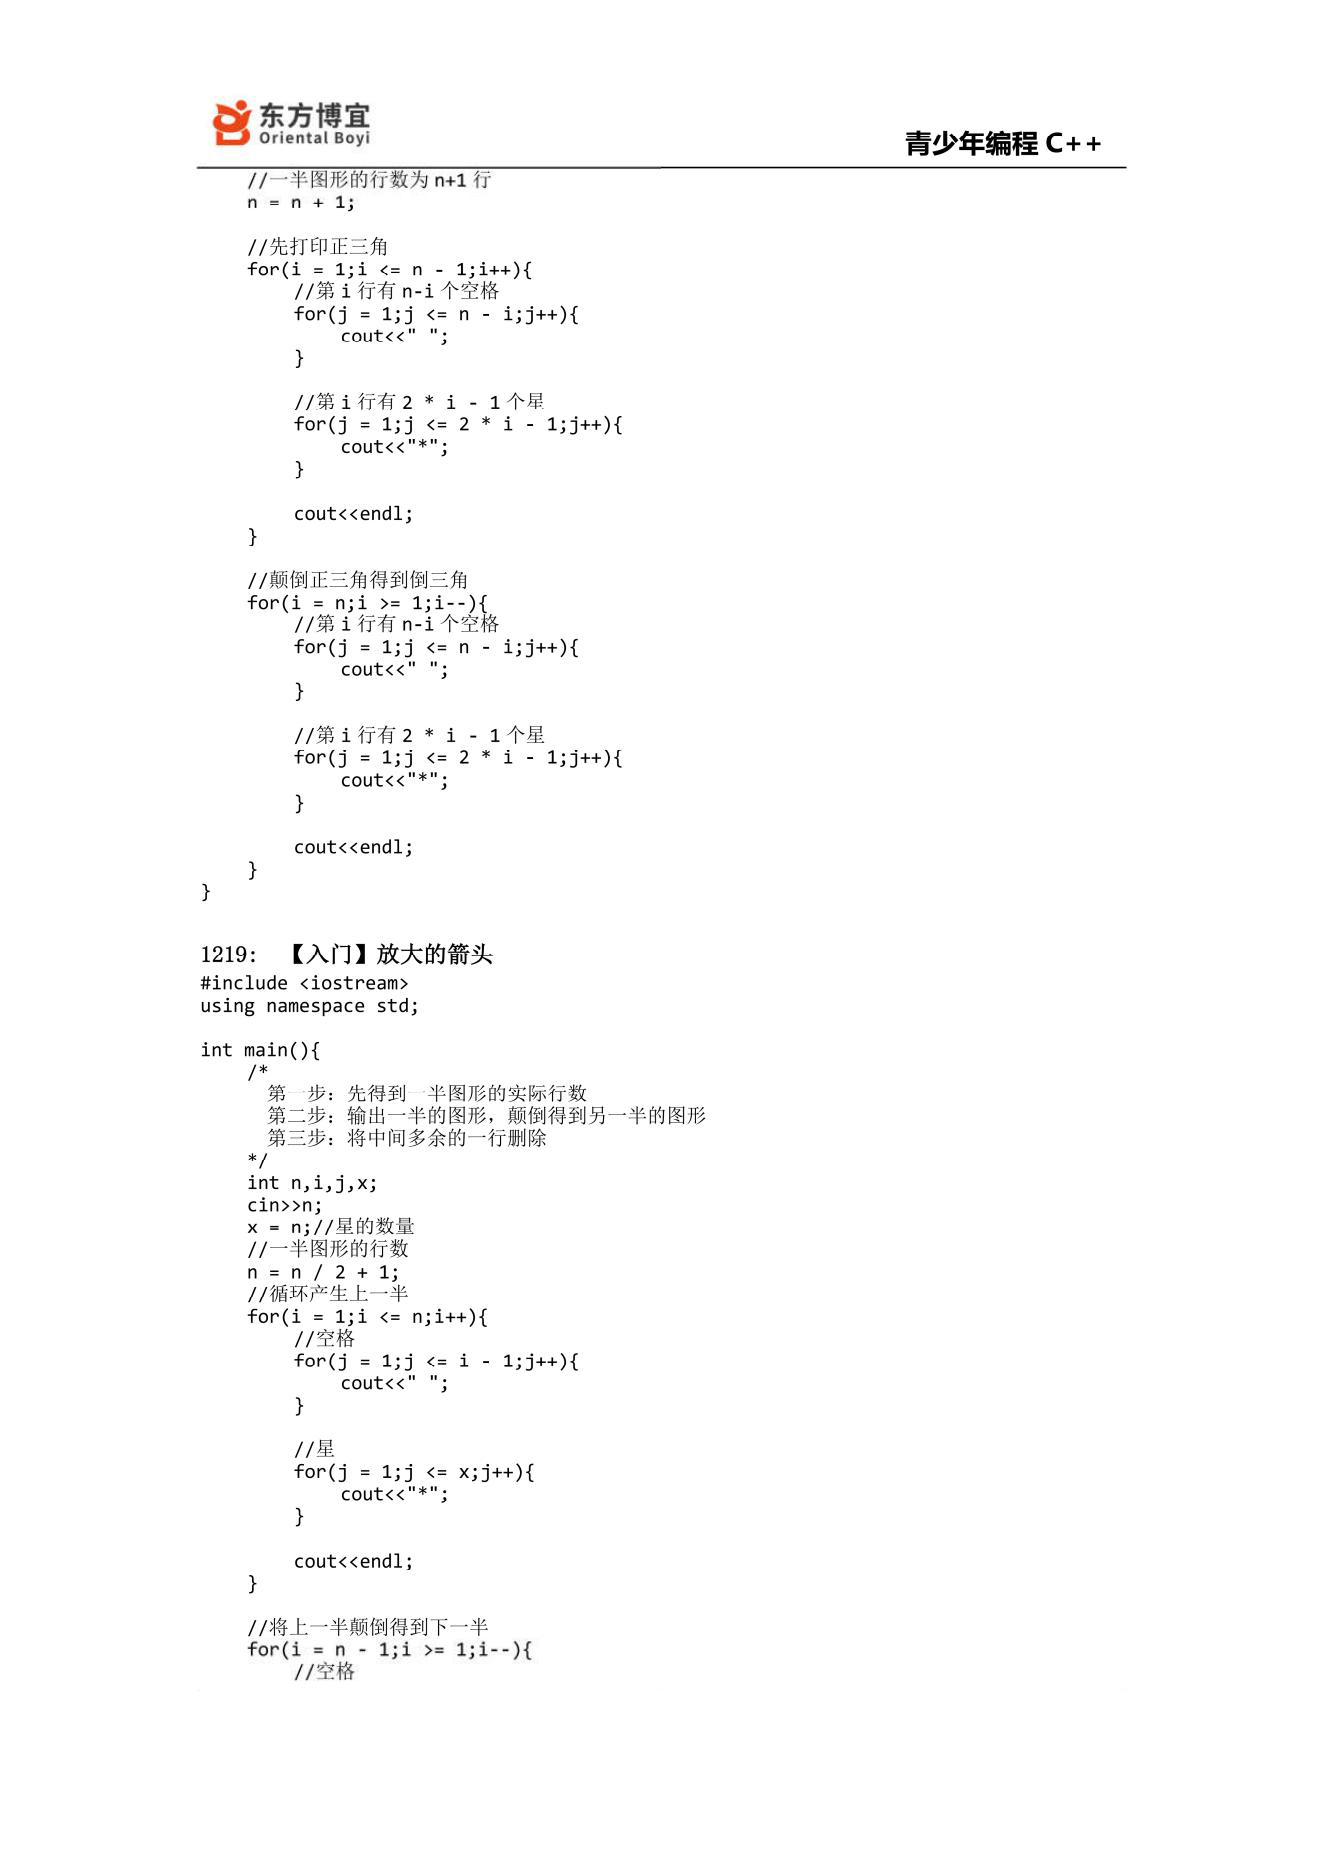 东方博宜
Oriental Boyi
青少年编程 C++
//一半图形的行数为 n+1 行
n = n + 1;
//先打印正三角
for(i = 1;i <= n - 1;i++){
//第 i 行有 n-i 个空格
for(j = 1;j <= n - i;j++){
cout<<" ";
}
//第 i 行有 2 * i - 1 个星
for(j = 1;j <= 2 * i - 1;j++){
cout<<"*";
}
cout<<endl;
}
//颠倒正三角得到倒三角
for(i = n;i >= 1;i--){
//第 i 行有 n-i 个空格
for(j = 1;j <= n - i;j++){
cout<<" ";
}
//第 i 行有 2 * i - 1 个星
for(j = 1;j <= 2 * i - 1;j++){
cout<<"*";
}
cout<<endl;
}
}
1219: 【入门】放大的箭头
#include <iostream>
using namespace std;
int main(){
/*
第一步：先得到一半图形的实际行数
第二步：输出一半的图形，颠倒得到另一半的图形
第三步：将中间多余的一行删除
*/
int n,i,j,x;
cin>>n;
x = n;//星的数量
//一半图形的行数
n = n / 2 + 1;
//循环产生上一半
for(i = 1;i <= n;i++){
//空格
for(j = 1;j <= i - 1;j++){
cout<<" ";
}
//星
for(j = 1;j <= x;j++){
cout<<"*";
}
cout<<endl;
}
//将上一半颠倒得到下一半
for(i = n - 1;i >= 1;i--){
//空格